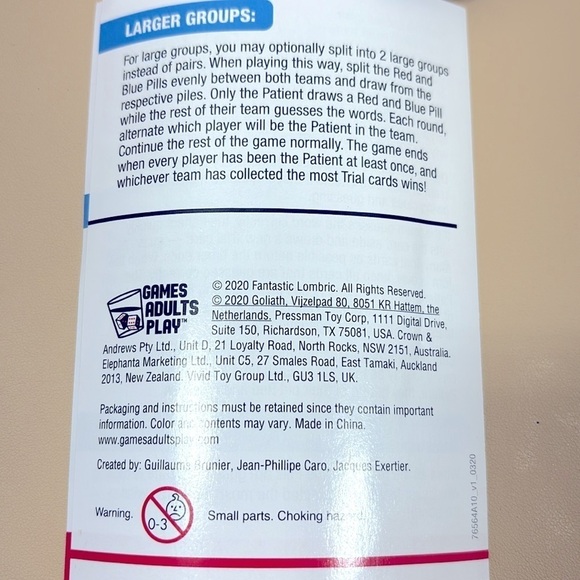 LARGER GROUPS:
For large groups, you may optionally split into 2 large groups
instead of pairs. When playing this way, split the Red and
Blue Pills evenly between both teams and draw from the
respective piles. Only the Patient draws a Red and Blue Pill
while the rest of their team guesses the words. Each round,
alternate which player will be the Patient in the team.
Continue the rest of the game normally. The game ends
when every player has been the Patient at least once, and
whichever team has collected the most Trial cards wins!
GAMES
ADULTS
PLAY™
© 2020 Fantastic Lombric. All Rights Reserved.
© 2020 Goliath, Vijzelpad 80, 8051 KR Hattem, the
Netherlands. Pressman Toy Corp, 1111 Digital Drive,
Suite 150, Richardson, TX 75081, USA. Crown &
Andrews Pty Ltd., Unit D, 21 Loyalty Road, North Rocks, NSW 2151, Australia.
Elephanta Marketing Ltd., Unit C5, 27 Smales Road, East Tamaki, Auckland
2013, New Zealand. Vivid Toy Group Ltd., GU3 1LS, UK.
Packaging and instructions must be retained since they contain important
information. Color and contents may vary. Made in China.
www.gamesadultsplay.com
Created by: Guillaume Brunier, Jean-Phillipe Caro, Jacques Exertier.
Warning.
0-3
Small parts. Choking hazard.
76564A10_v1_0320